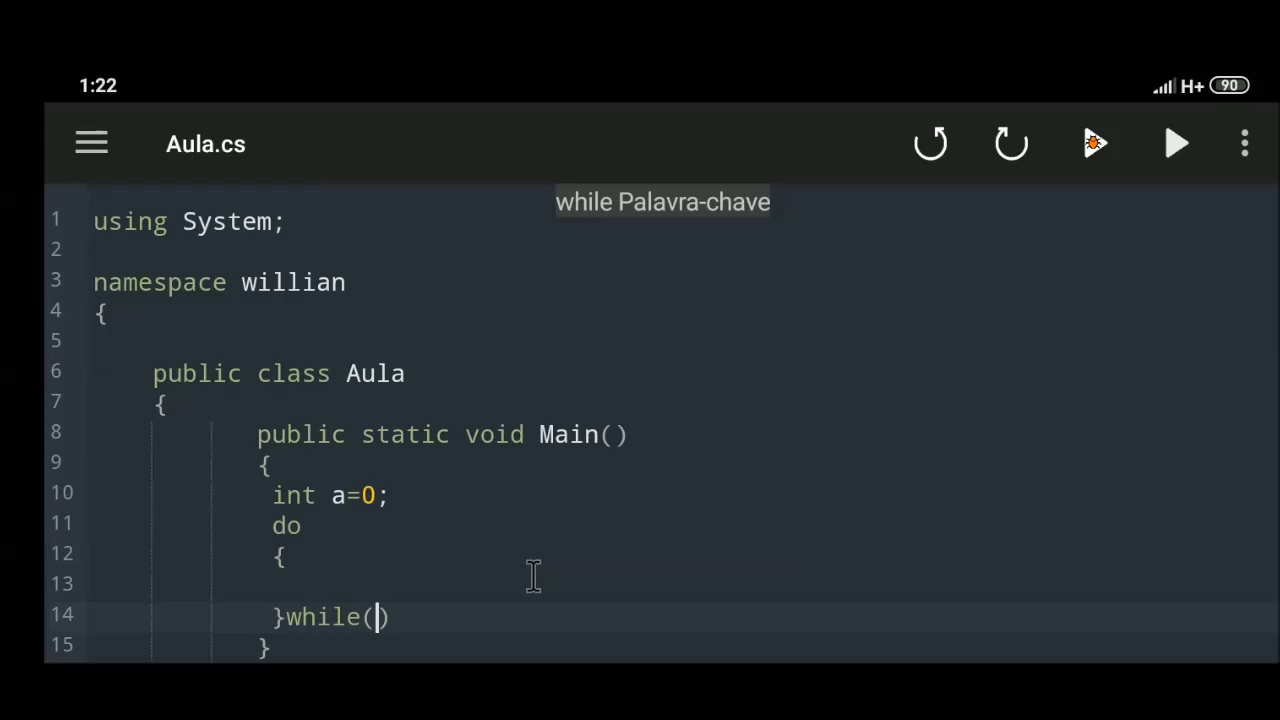 1:22
H+ 90
Aula.cs
while Palavra-chave
1 using System;
2
3 namespace willian
4 {
5
6 public class Aula
7 {
8 public static void Main()
9 {
10 int a=0;
11 do
12 {
13
14 }while()
15 }